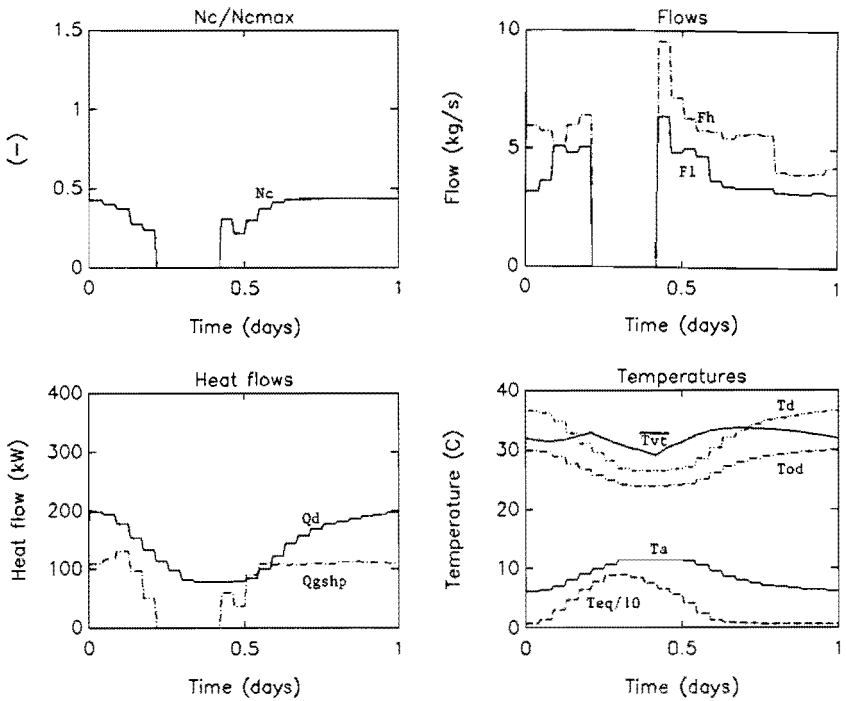 Nc/Ncmax
1.5
1
0.5
0
(-)
Nc
0
0.5
1
Time (days)
Flows
10
5
0
Flow (kg/s)
Fh
Fl
0
0.5
1
Time (days)
Heat flows
400
300
200
100
0
Heat flow (kW)
Qd
Qgshp
0
0.5
1
Time (days)
Temperatures
40
30
20
10
0
Temperature (C)
Td
Tvt
Tod
Ta
Teq/10
0
0.5
1
Time (days)